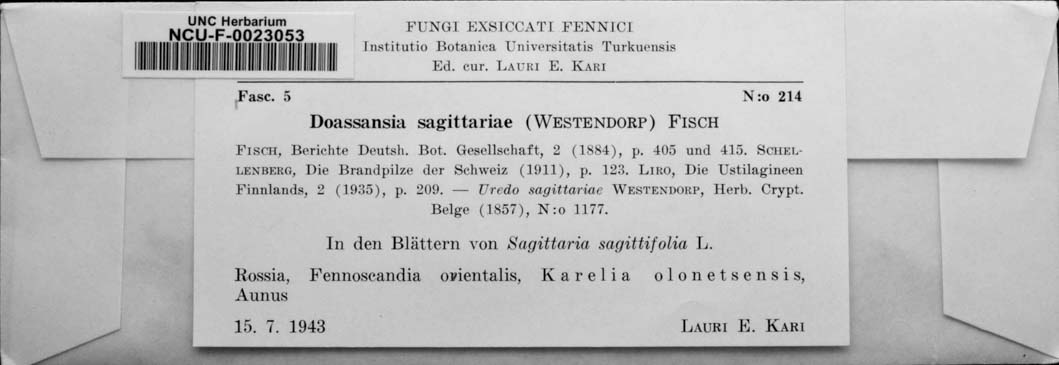 UNC Herbarium
NCU-F-0023053
FUNGI EXSICCATI FENNICI
Institutio Botanica Universitatis Turkuensis
Ed. cur. LAURI E. KARI
Fasc. 5 N:o 214
Doassansia sagittariae (WESTENDORP) FISCH
FISCH, Berichte Deutsh. Bot. Gesellschaft, 2 (1884), p. 405 und 415. SCHEL-
LENBERG, Die Brandpilze der Schweiz (1911), p. 123. LIRO, Die Ustilagineen
Finnlands, 2 (1935), p. 209. — Uredo sagittariae WESTENDORP, Herb. Crypt.
Belge (1857), N:o 1177.
In den Blättern von Sagittaria sagittifolia L.
Rossia, Fennoscandia orientalis, Karelia olonetsensis,
Aunus
15. 7. 1943 LAURI E. KARI